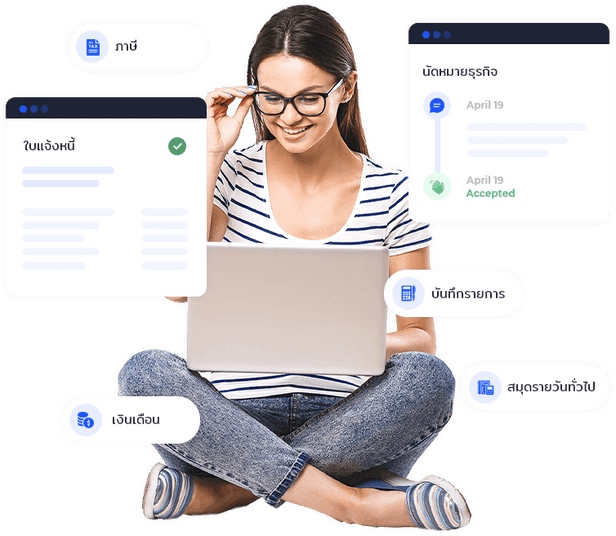 ภาษี
นัดหมายธุรกิจ
April 19
April 19
Accepted
ใบแจ้งหนี้
บันทึกรายการ
สมุดรายวันทั่วไป
เงินเดือน